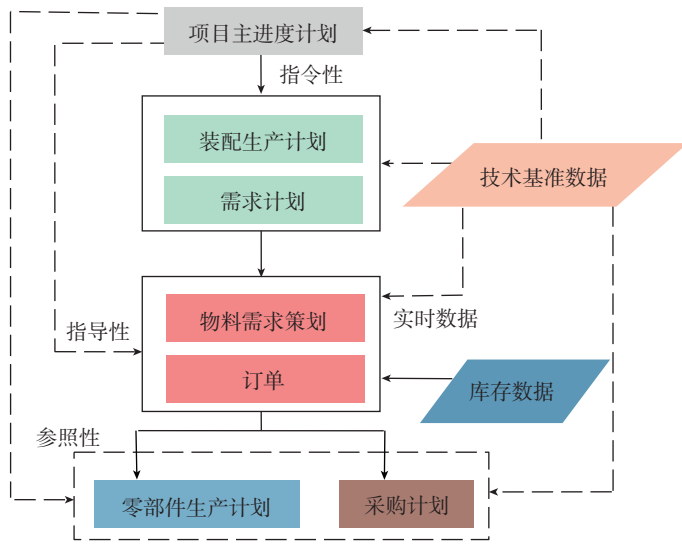 项目主进度计划
指令性
装配生产计划
技术基准数据
需求计划
物料需求策划
实时数据
指导性
订单
库存数据
参照性
零部件生产计划
采购计划